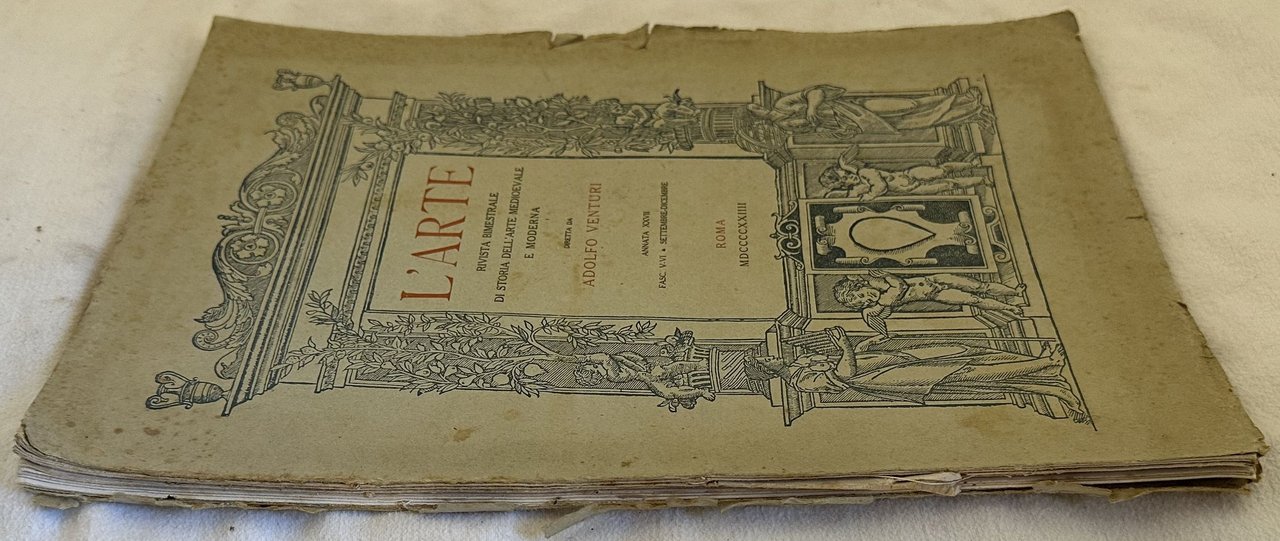 L'ARTE
RIVISTA BIMESTRALE
DI STORIA DELL'ARTE MEDIOEVALE
E MODERNA
DIRETTA DA
ADOLFO VENTURI
ANNATA XXVII
FASC. V-VI * SETTEMBRE-DICEMBRE
ROMA
MDCCCCXXIIII